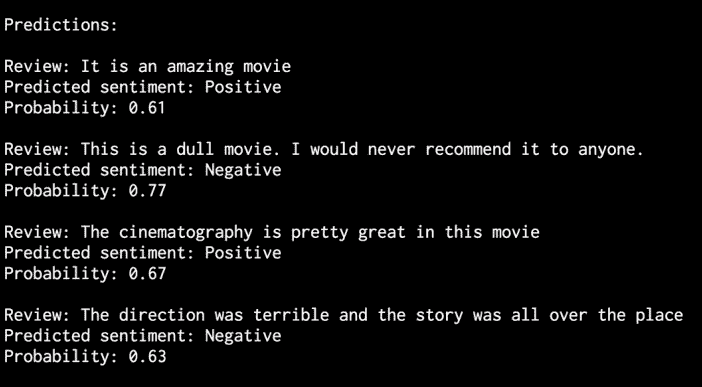 Predictions:
Review: It is an amazing movie
Predicted sentiment: Positive
Probability: 0.61
Review: This is a dull movie. I would never recommend it to anyone.
Predicted sentiment: Negative
Probability: 0.77
Review: The cinematography is pretty great in this movie
Predicted sentiment: Positive
Probability: 0.67
Review: The direction was terrible and the story was all over the place
Predicted sentiment: Negative
Probability: 0.63